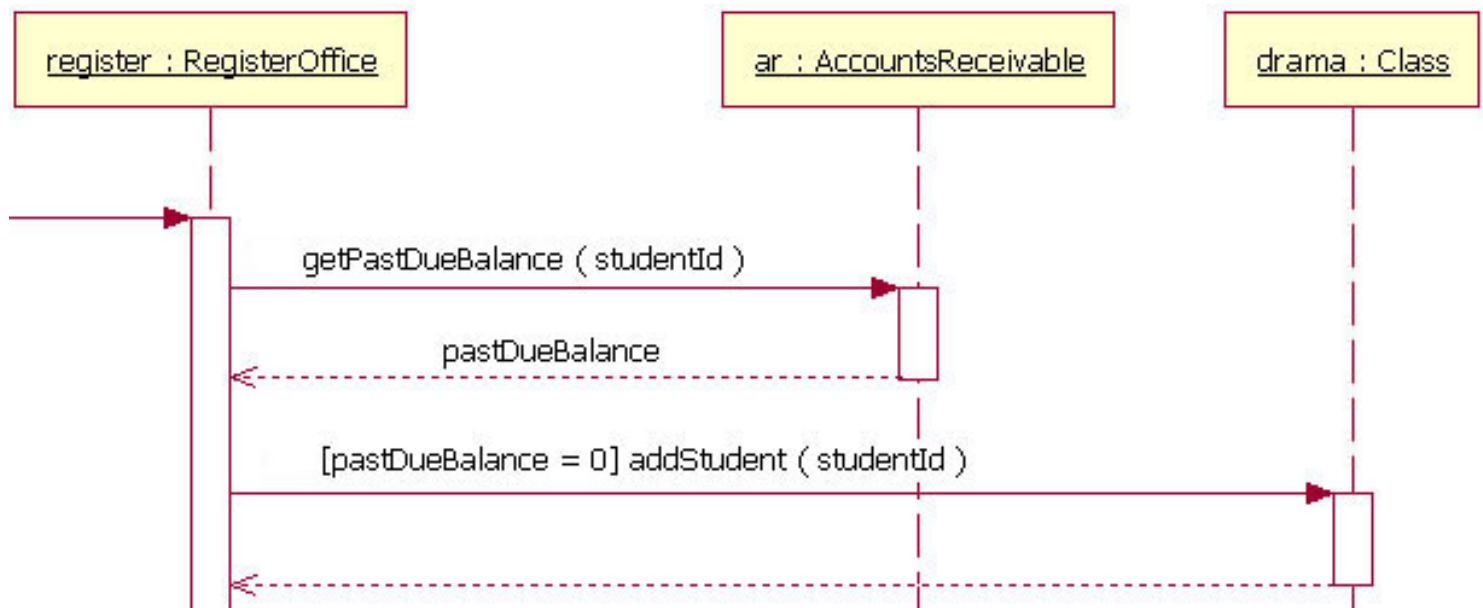 register : RegisterOffice
ar : AccountsReceivable
drama : Class
getPastDueBalance ( studentId )
pastDueBalance
[pastDueBalance = 0] addStudent ( studentId )